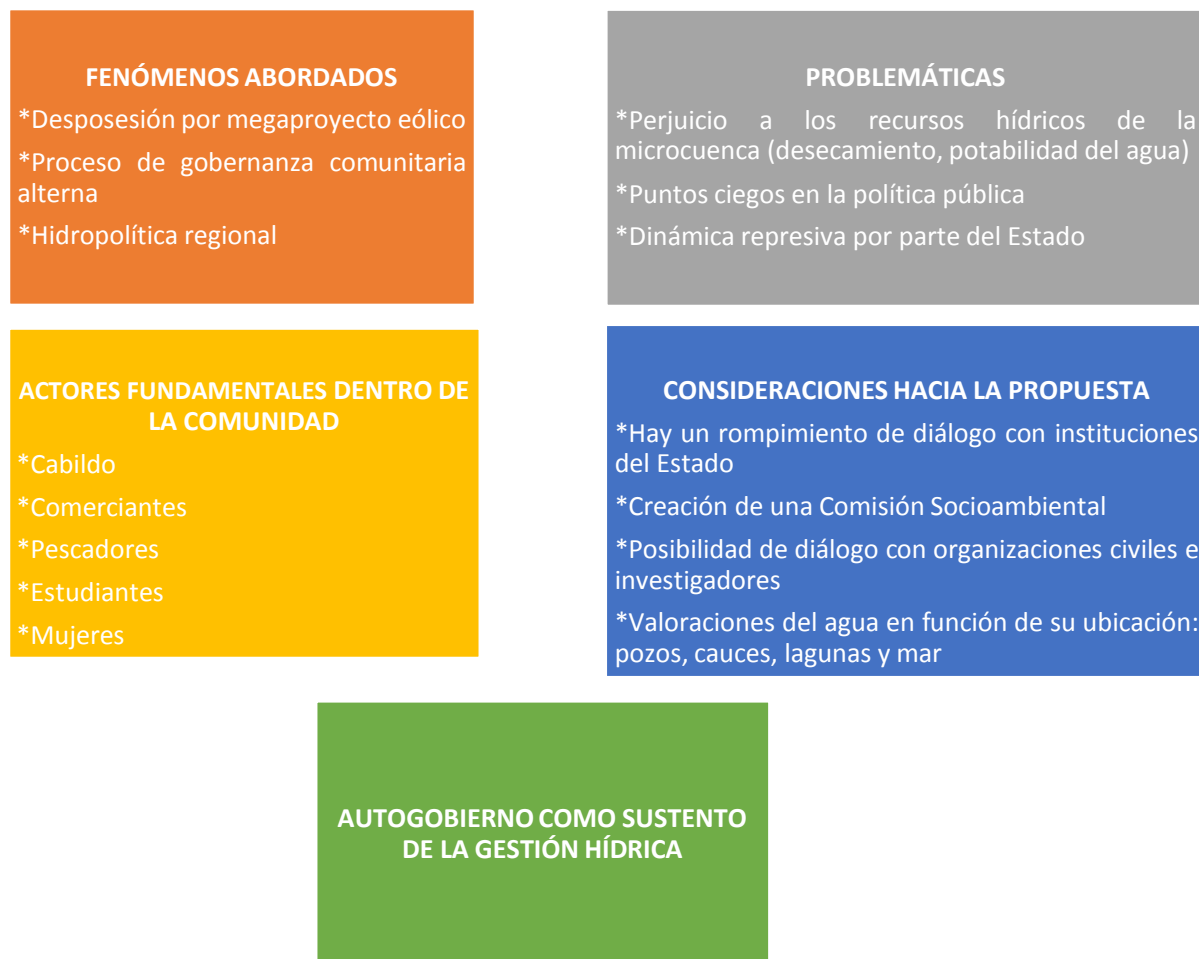 FENÓMENOS ABORDADOS
*Desposesión por megaproyecto eólico
*Proceso de gobernanza comunitaria
alterna
*Hidropolítica regional
PROBLEMÁTICAS
*Perjuicio a los recursos hídricos de la
microcuenca (desecamiento, potabilidad del agua)
*Puntos ciegos en la política pública
*Dinámica represiva por parte del Estado
ACTORES FUNDAMENTALES DENTRO DE
LA COMUNIDAD
*Cabildo
*Comerciantes
*Pescadores
*Estudiantes
*Mujeres
CONSIDERACIONES HACIA LA PROPUESTA
*Hay un rompimiento de diálogo con instituciones
del Estado
*Creación de una Comisión Socioambiental
*Posibilidad de diálogo con organizaciones civiles e
investigadores
*Valoraciones del agua en función de su ubicación:
pozos, cauces, lagunas y mar
AUTOGOBIERNO COMO SUSTENTO
DE LA GESTIÓN HÍDRICA